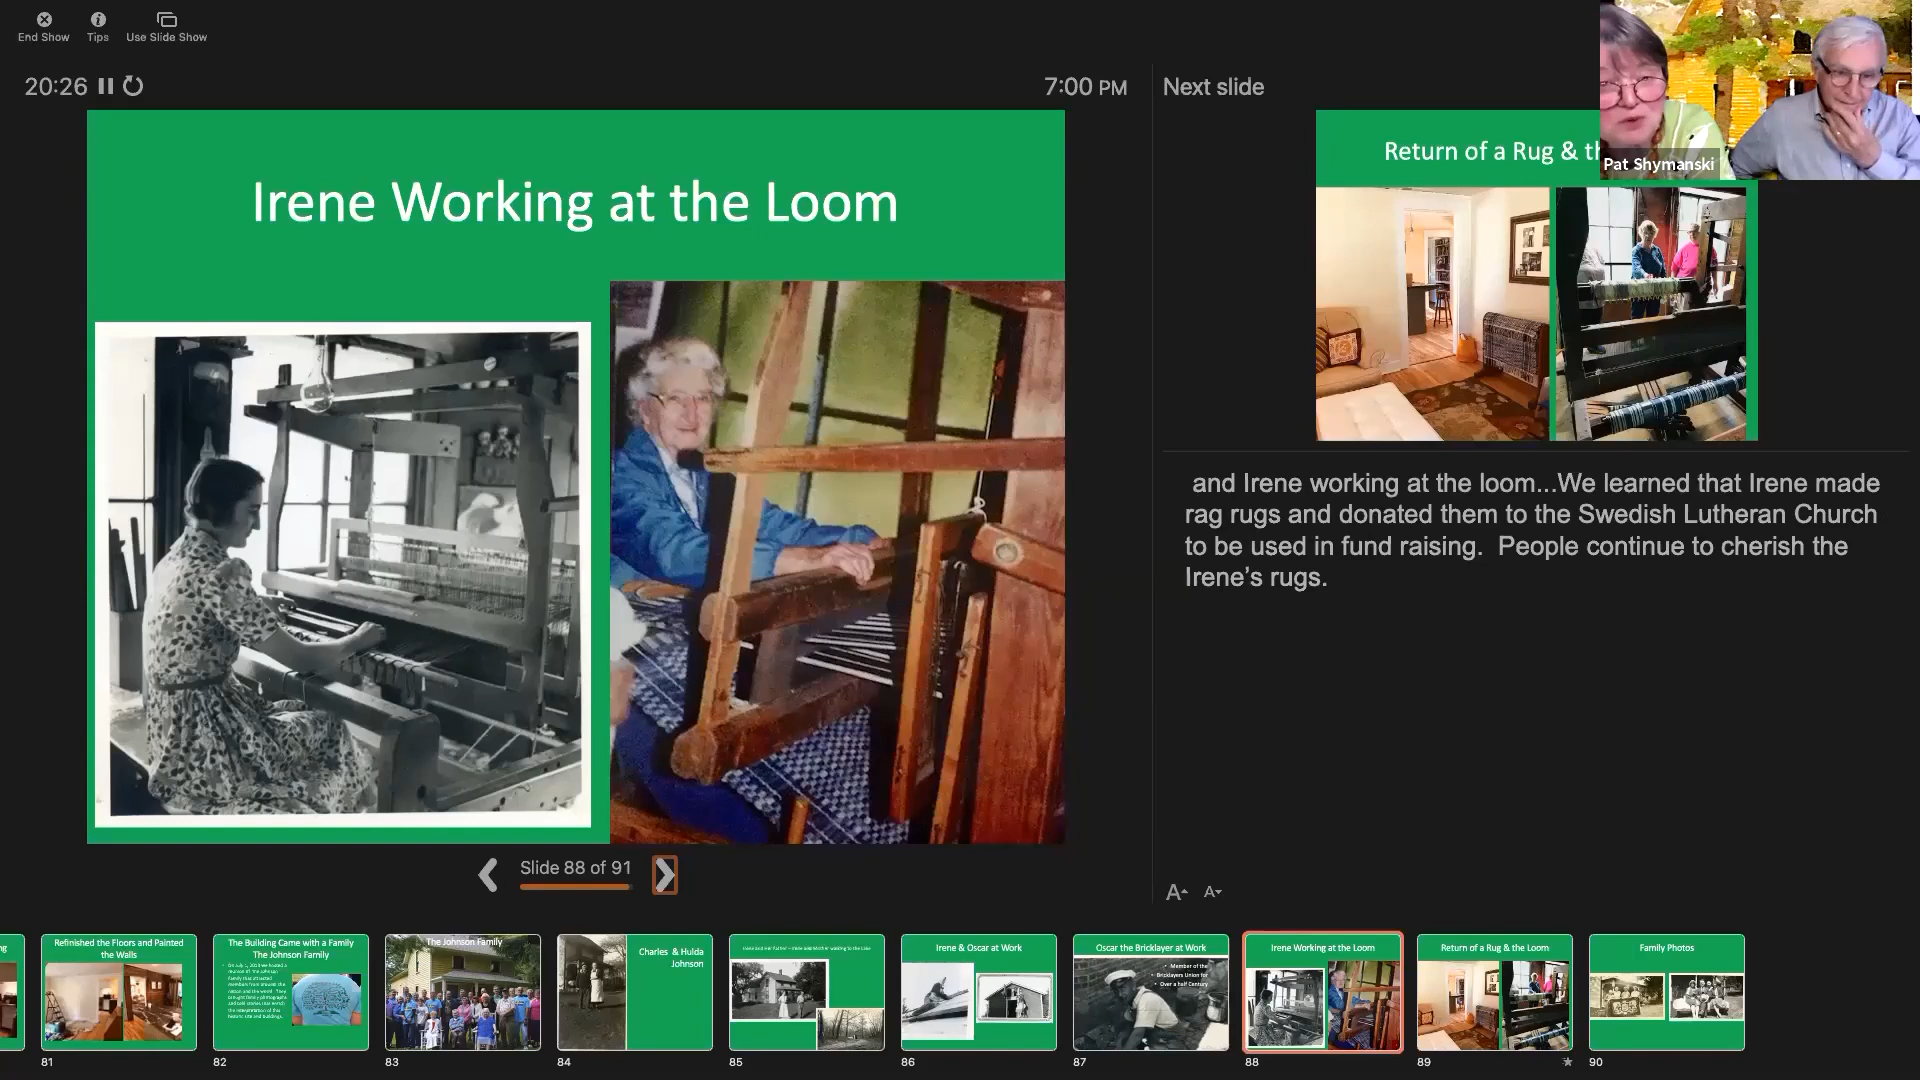 End Show
Tips
Use Slide Show
20:26
7:00 PM
Next slide
Irene Working at the Loom
Return of a Rug & th
Pat Shymanski
and Irene working at the loom...We learned that Irene made
rag rugs and donated them to the Swedish Lutheran Church
to be used in fund raising.  People continue to cherish the
Irene’s rugs.
Slide 88 of 91
Refinished the Floors and Painted
the Walls
The Building Came with a Family
The Johnson Family
The Johnson Family
Charles & Hulda
Johnson
Irene & Oscar at Work
Oscar the Bricklayer at Work
• Member of the
Bricklayers Union for
• Over a half Century
Irene Working at the Loom
Return of a Rug & the Loom
Family Photos
81
82
83
84
85
86
87
88
89
90